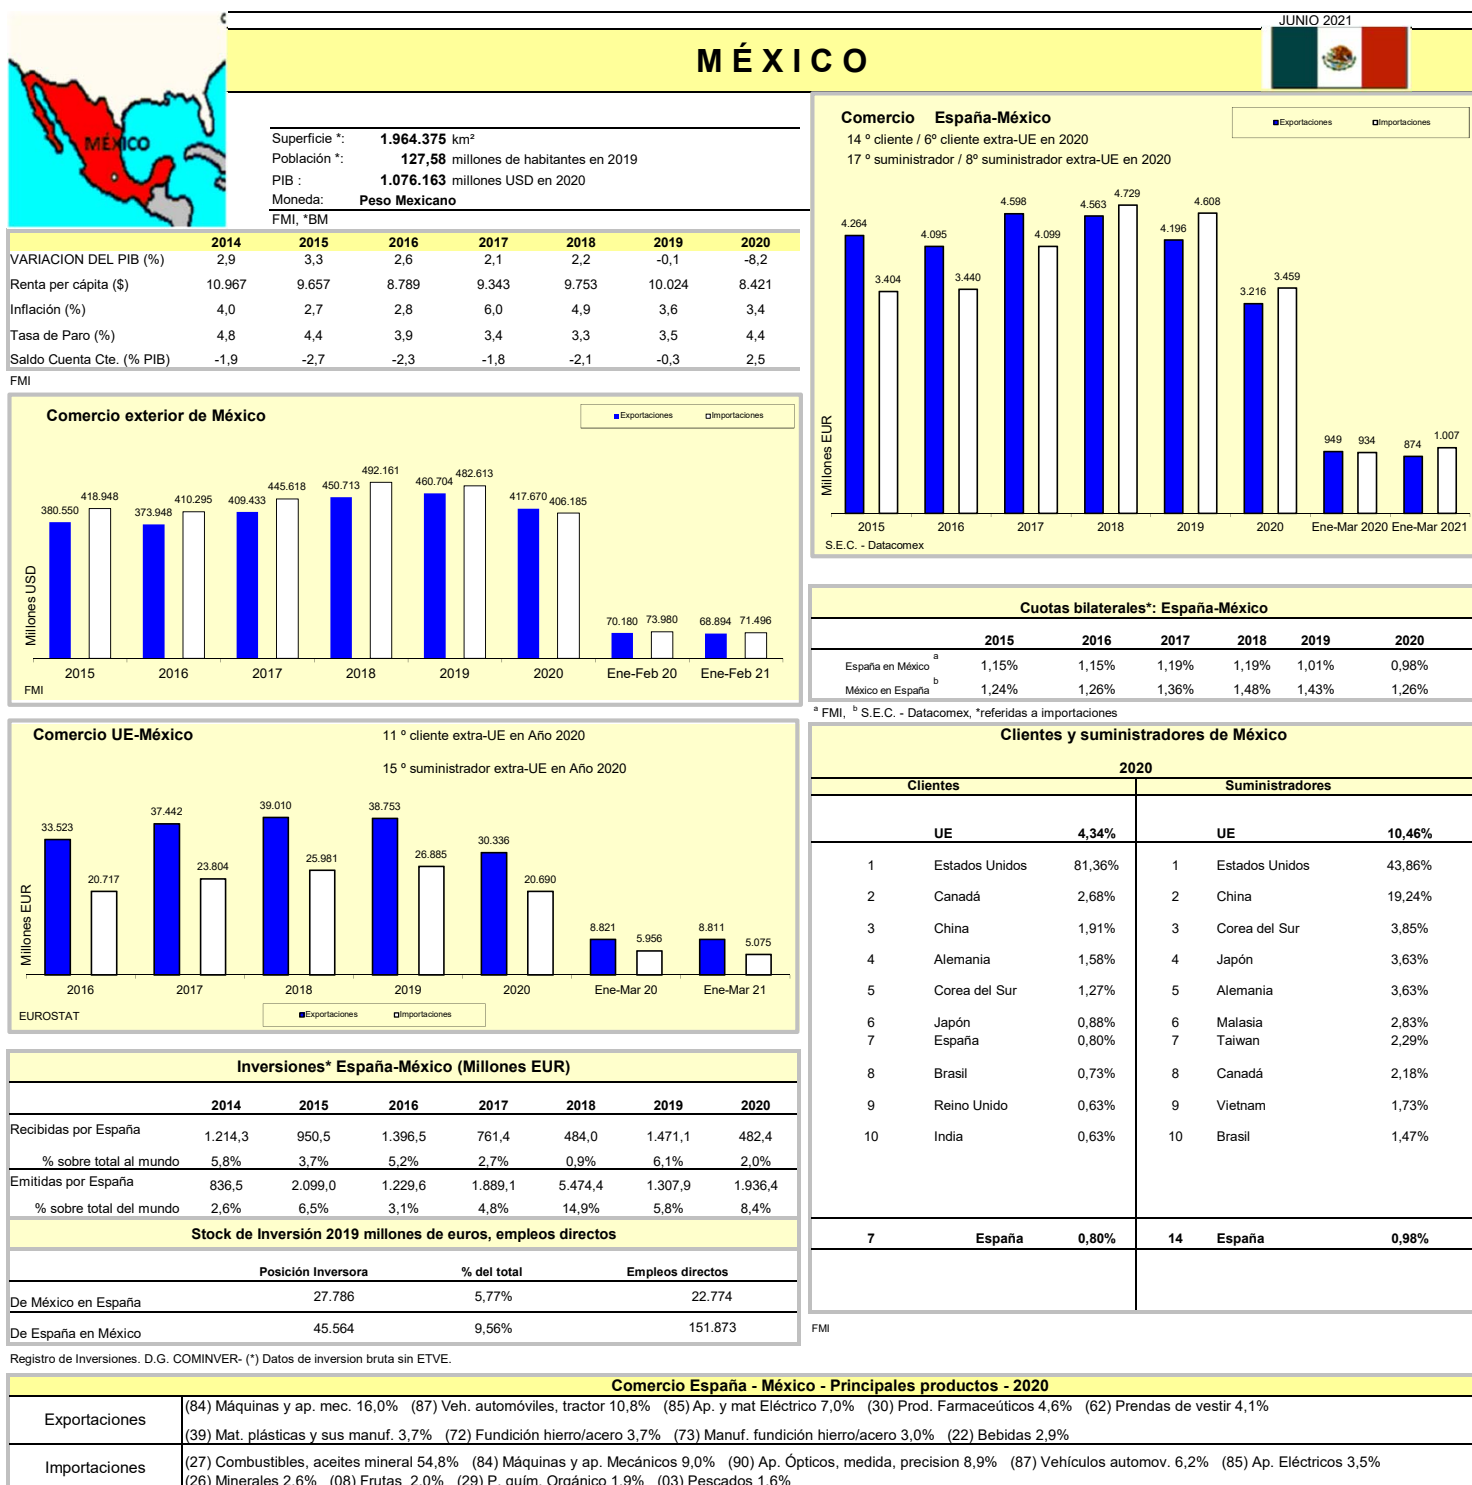 JUNIO 2021
MÉXICO
MÉXICO
Superficie *: 1.964.375 km²
Población *: 127,58 millones de habitantes en 2019
PIB : 1.076.163 millones USD en 2020
Moneda: Peso Mexicano
FMI, *BM
2014 2015 2016 2017 2018 2019 2020
VARIACION DEL PIB (%) 2,9 3,3 2,6 2,1 2,2 -0,1 -8,2
Renta per cápita ($) 10.967 9.657 8.789 9.343 9.753 10.024 8.421
Inflación (%) 4,0 2,7 2,8 6,0 4,9 3,6 3,4
Tasa de Paro (%) 4,8 4,4 3,9 3,4 3,3 3,5 4,4
Saldo Cuenta Cte. (% PIB) -1,9 -2,7 -2,3 -1,8 -2,1 -0,3 2,5
FMI
Comercio España-México
14 º cliente / 6º cliente extra-UE en 2020
17 º suministrador / 8º suministrador extra-UE en 2020
Exportaciones Importaciones
4.264 3.404 4.095 3.440 4.598 4.099 4.563 4.729 4.196 4.608 3.216 3.459 949 934 874 1.007
Millones EUR
2015 2016 2017 2018 2019 2020 Ene-Mar 2020 Ene-Mar 2021
S.E.C. - Datacomex
Comercio exterior de México
Exportaciones Importaciones
380.550 418.948 373.948 410.295 409.433 445.618 450.713 492.161 460.704 482.613 417.670 406.185 70.180 73.980 68.894 71.496
Millones USD
2015 2016 2017 2018 2019 2020 Ene-Feb 20 Ene-Feb 21
FMI
Cuotas bilaterales*: España-México
2015 2016 2017 2018 2019 2020
España en México a 1,15% 1,15% 1,19% 1,19% 1,01% 0,98%
México en España b 1,24% 1,26% 1,36% 1,48% 1,43% 1,26%
a FMI, b S.E.C. - Datacomex, *referidas a importaciones
Comercio UE-México
11 º cliente extra-UE en Año 2020
15 º suministrador extra-UE en Año 2020
33.523 20.717 37.442 23.804 39.010 25.981 38.753 26.885 30.336 20.690 8.821 5.956 8.811 5.075
Millones EUR
2016 2017 2018 2019 2020 Ene-Mar 20 Ene-Mar 21
EUROSTAT
Exportaciones Importaciones
Clientes y suministradores de México
2020
Clientes Suministradores
UE 4,34% UE 10,46%
1 Estados Unidos 81,36% 1 Estados Unidos 43,86%
2 Canadá 2,68% 2 China 19,24%
3 China 1,91% 3 Corea del Sur 3,85%
4 Alemania 1,58% 4 Japón 3,63%
5 Corea del Sur 1,27% 5 Alemania 3,63%
6 Japón 0,88% 6 Malasia 2,83%
7 España 0,80% 7 Taiwan 2,29%
8 Brasil 0,73% 8 Canadá 2,18%
9 Reino Unido 0,63% 9 Vietnam 1,73%
10 India 0,63% 10 Brasil 1,47%
7 España 0,80% 14 España 0,98%
FMI
Inversiones* España-México (Millones EUR)
2014 2015 2016 2017 2018 2019 2020
Recibidas por España 1.214,3 950,5 1.396,5 761,4 484,0 1.471,1 482,4
% sobre total al mundo 5,8% 3,7% 5,2% 2,7% 0,9% 6,1% 2,0%
Emitidas por España 836,5 2.099,0 1.229,6 1.889,1 5.474,4 1.307,9 1.936,4
% sobre total del mundo 2,6% 6,5% 3,1% 4,8% 14,9% 5,8% 8,4%
Stock de Inversión 2019 millones de euros, empleos directos
Posición Inversora % del total Empleos directos
De México en España 27.786 5,77% 22.774
De España en México 45.564 9,56% 151.873
Registro de Inversiones. D.G. COMINVER- (*) Datos de inversion bruta sin ETVE.
Comercio España - México - Principales productos - 2020
Exportaciones (84) Máquinas y ap. mec. 16,0% (87) Veh. automóviles, tractor 10,8% (85) Ap. y mat Eléctrico 7,0% (30) Prod. Farmaceúticos 4,6% (62) Prendas de vestir 4,1%
(39) Mat. plásticas y sus manuf. 3,7% (72) Fundición hierro/acero 3,7% (73) Manuf. fundición hierro/acero 3,0% (22) Bebidas 2,9%
Importaciones (27) Combustibles, aceites mineral 54,8% (84) Máquinas y ap. Mecánicos 9,0% (90) Ap. Ópticos, medida, precision 8,9% (87) Vehículos automov. 6,2% (85) Ap. Eléctricos 3,5%
(26) Minerales 2,6% (08) Frutas 2,0% (29) P. quím. Orgánico 1,9% (03) Pescados 1,6%